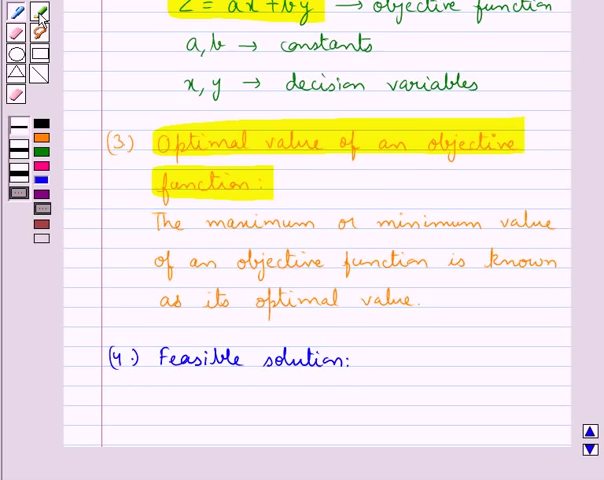 Z = ax + by → objective function
a, b → constants
x, y → decision variables
(3.) Optimal value of an objective
function:
The maximum or minimum value
of an objective function is known
as its optimal value.
(4.) Feasible solution: